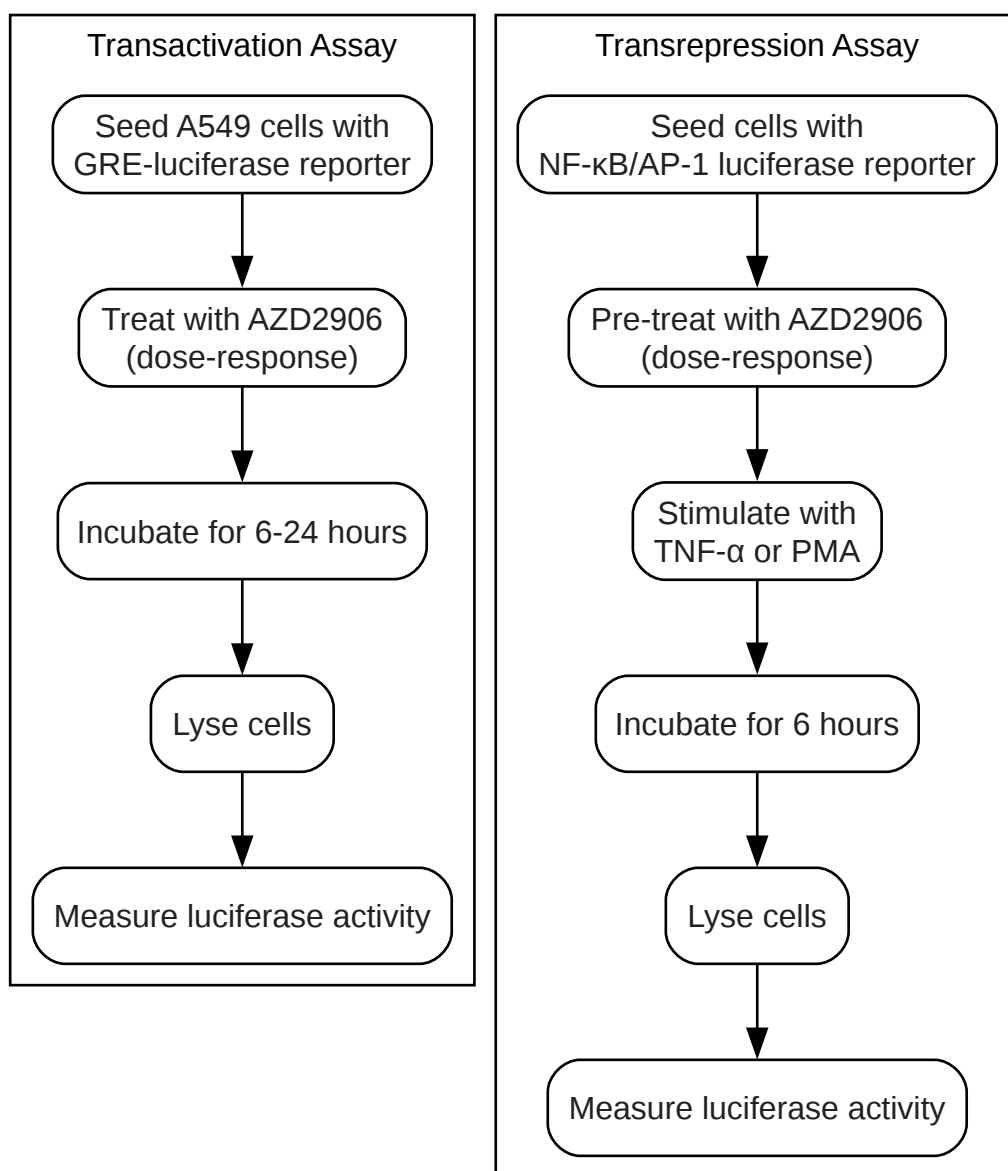 Transactivation Assay
Seed A549 cells with
GRE-luciferase reporter
Treat with AZD2906
(dose-response)
Incubate for 6-24 hours
Lyse cells
Measure luciferase activity
Transrepression Assay
Seed cells with
NF-κB/AP-1 luciferase reporter
Pre-treat with AZD2906
(dose-response)
Stimulate with
TNF-α or PMA
Incubate for 6 hours
Lyse cells
Measure luciferase activity